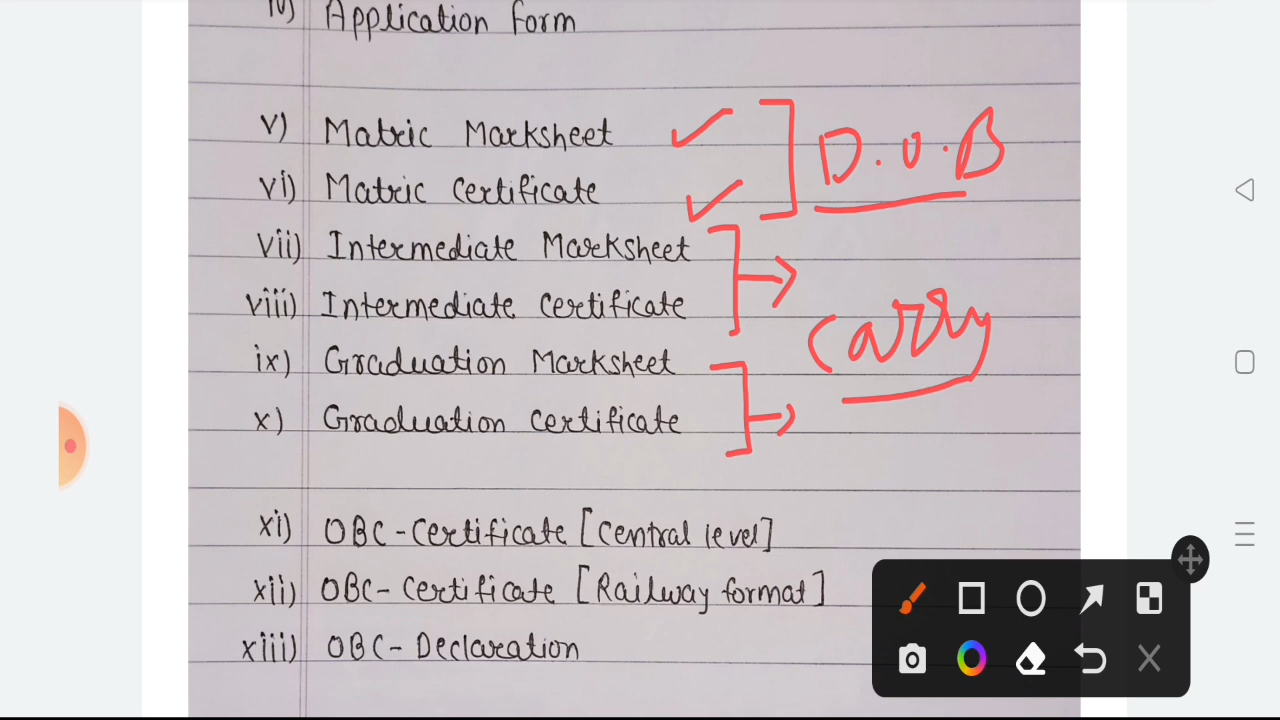 iv) Application form
v) Matric Marksheet
vi) Matric certificate
D.O.B
vii) Intermediate Marksheet
viii) Intermediate certificate
carry
ix) Graduation Marksheet
x) Graduation certificate
xi) OBC-Certificate [Central level]
xii) OBC- certificate [Railway format]
xiii) OBC- Declaration